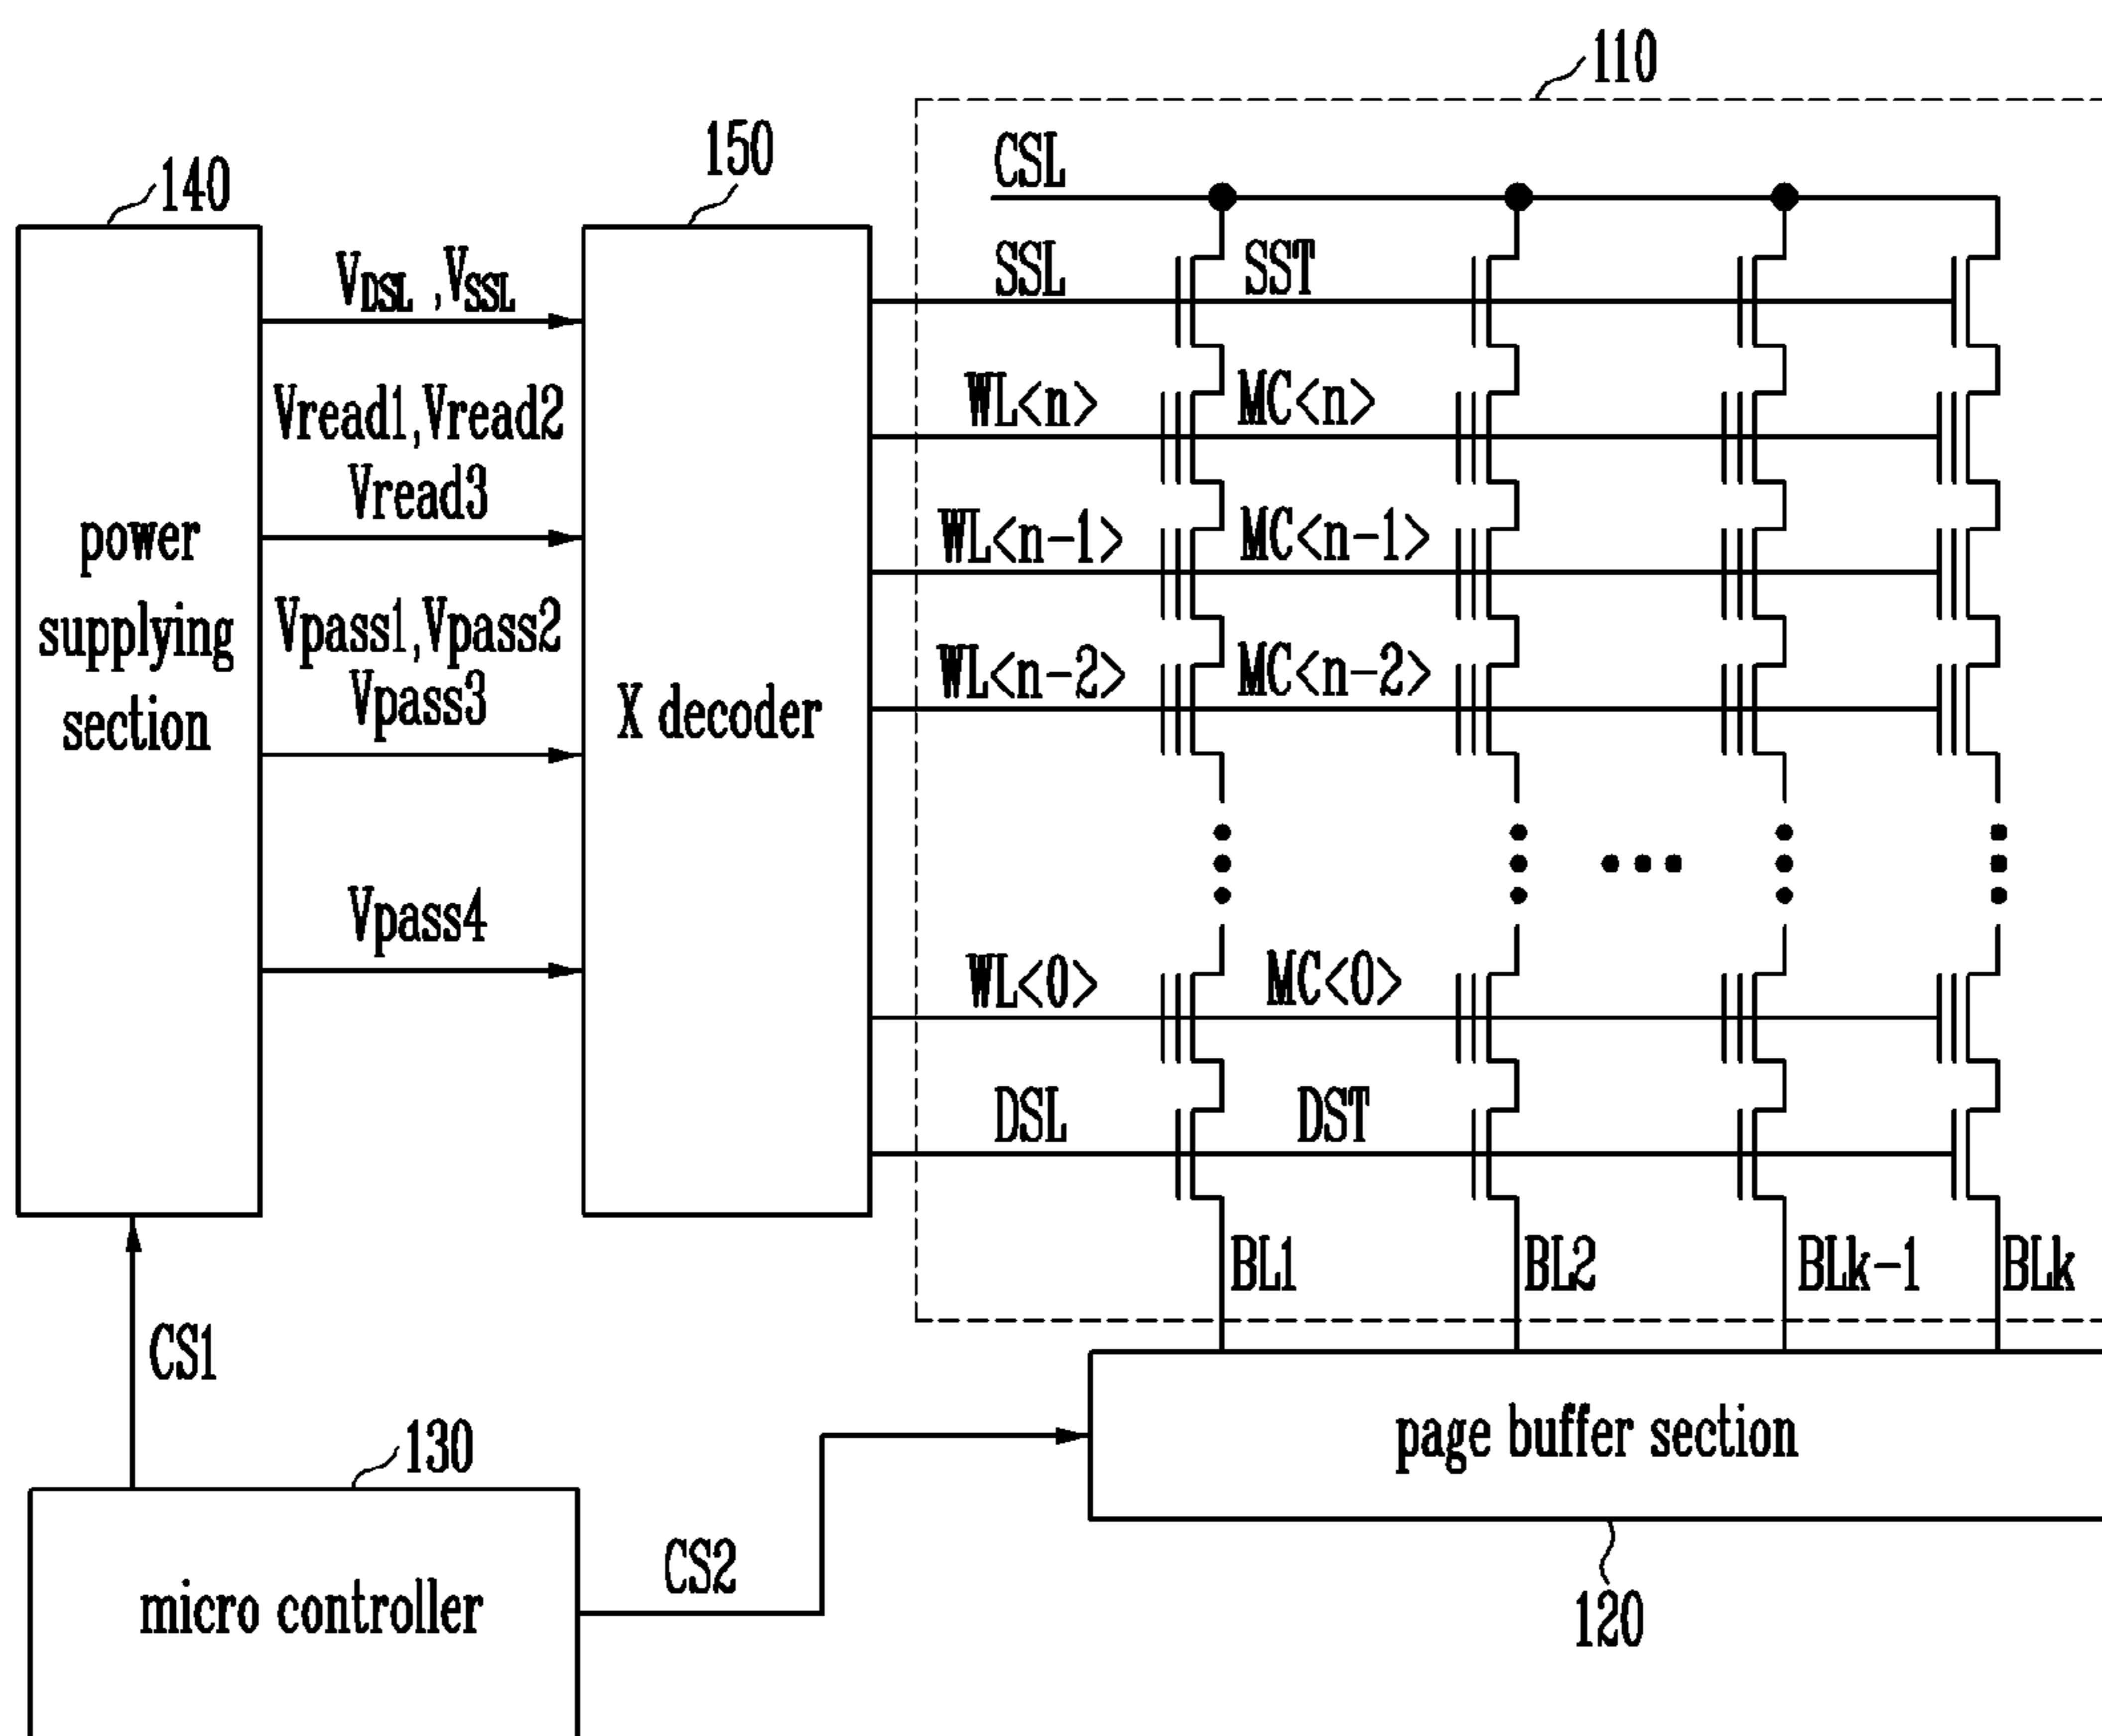 110
150
140
CSL
SSL
SST
V_DSL ,V_SSL
Vread1,Vread2
Vread3
WL<n>
MC<n>
power
supplying
section
WL<n-1>
MC<n-1>
Vpass1,Vpass2
Vpass3
X decoder
WL<n-2>
MC<n-2>
Vpass4
WL<0>
MC<0>
DSL
DST
BL1
BL2
BLk-1
BLk
CS1
130
page buffer section
CS2
micro controller
120